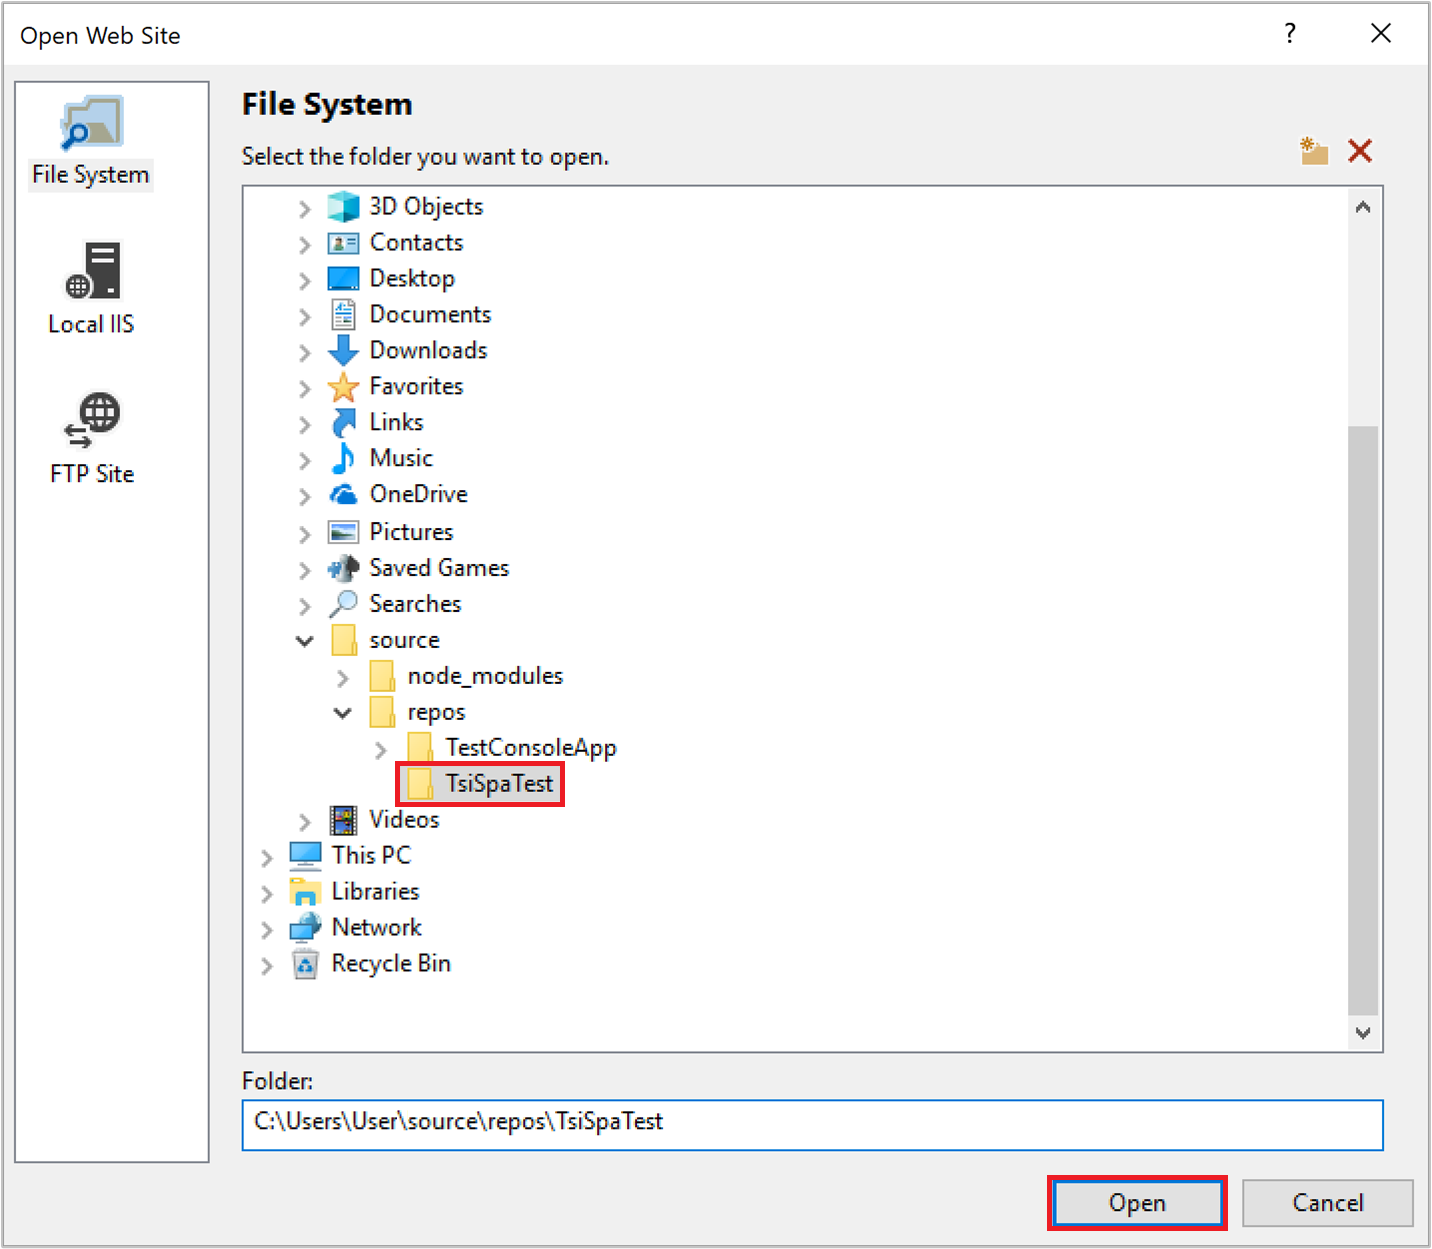 Open Web Site
?
File System
Local IIS
FTP Site
File System
Select the folder you want to open.
3D Objects
Contacts
Desktop
Documents
Downloads
Favorites
Links
Music
OneDrive
Pictures
Saved Games
Searches
source
node_modules
repos
TestConsoleApp
TsiSpaTest
Videos
This PC
Libraries
Network
Recycle Bin
Folder:
C:\Users\User\source\repos\TsiSpaTest
Open
Cancel